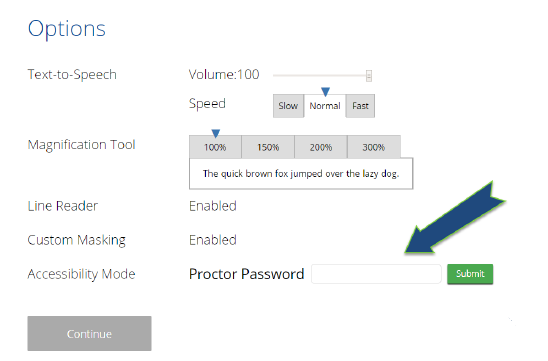 Options
Text-to-Speech Volume:100
Speed Slow Normal Fast
Magnification Tool 100% 150% 200% 300%
The quick brown fox jumped over the lazy dog.
Line Reader Enabled
Custom Masking Enabled
Accessibility Mode Proctor Password Submit
Continue